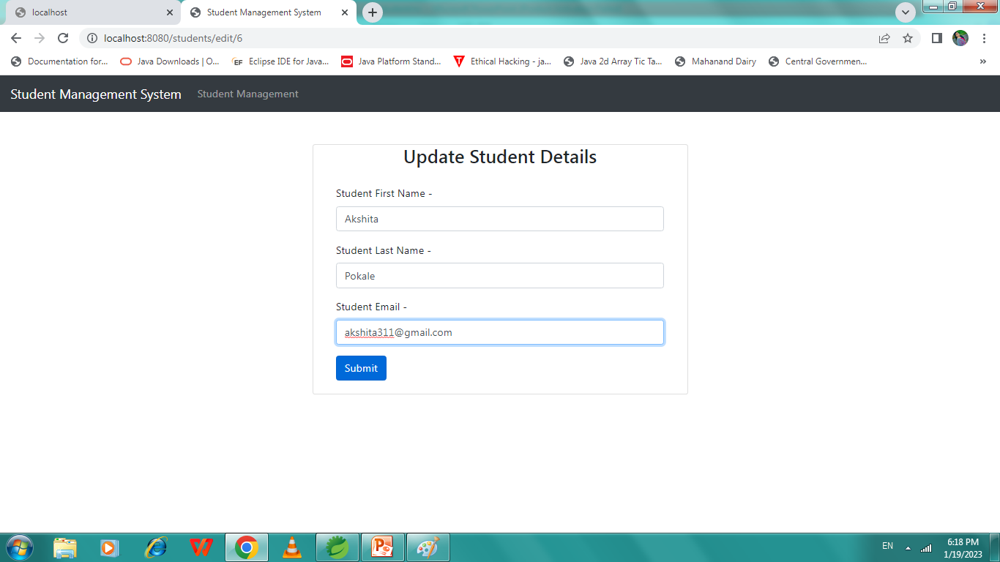 localhost
Student Management System
localhost:8080/students/edit/6
Documentation for...
Java Downloads | O...
EF Eclipse IDE for Java...
Java Platform Stand...
Ethical Hacking - ja...
Java 2d Array Tic Ta...
Mahanand Dairy
Central Governmen...
Student Management System
Student Management
Update Student Details
Student First Name -
Akshita
Student Last Name -
Pokale
Student Email -
akshita311@gmail.com
Submit
EN
6:18 PM
1/19/2023